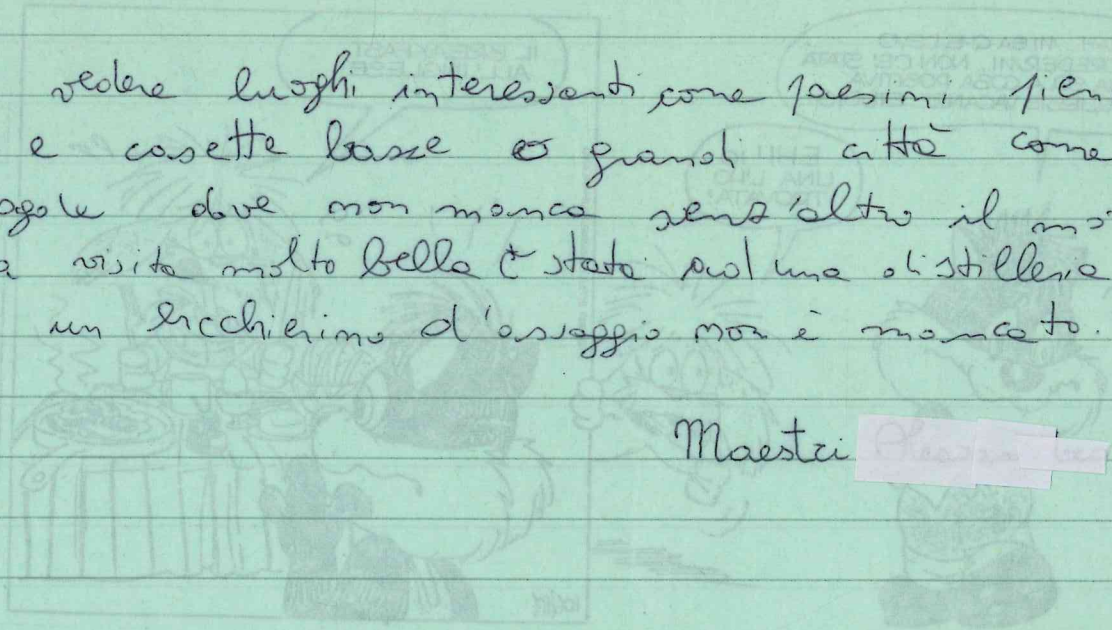 vedere luoghi interessanti come paesini pien
e casette basse o grandi città come
dove non manca senz'altro il
a visita molto bella è stata ad una distilleria
un bicchierino d'assaggio non è mancato.
Maestri